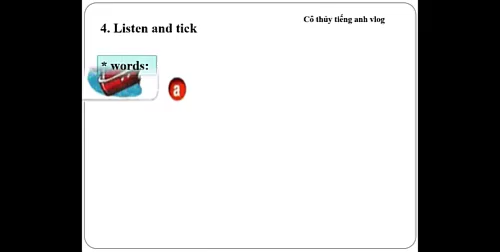 Cô thủy tiếng anh vlog
4. Listen and tick
* words:
a